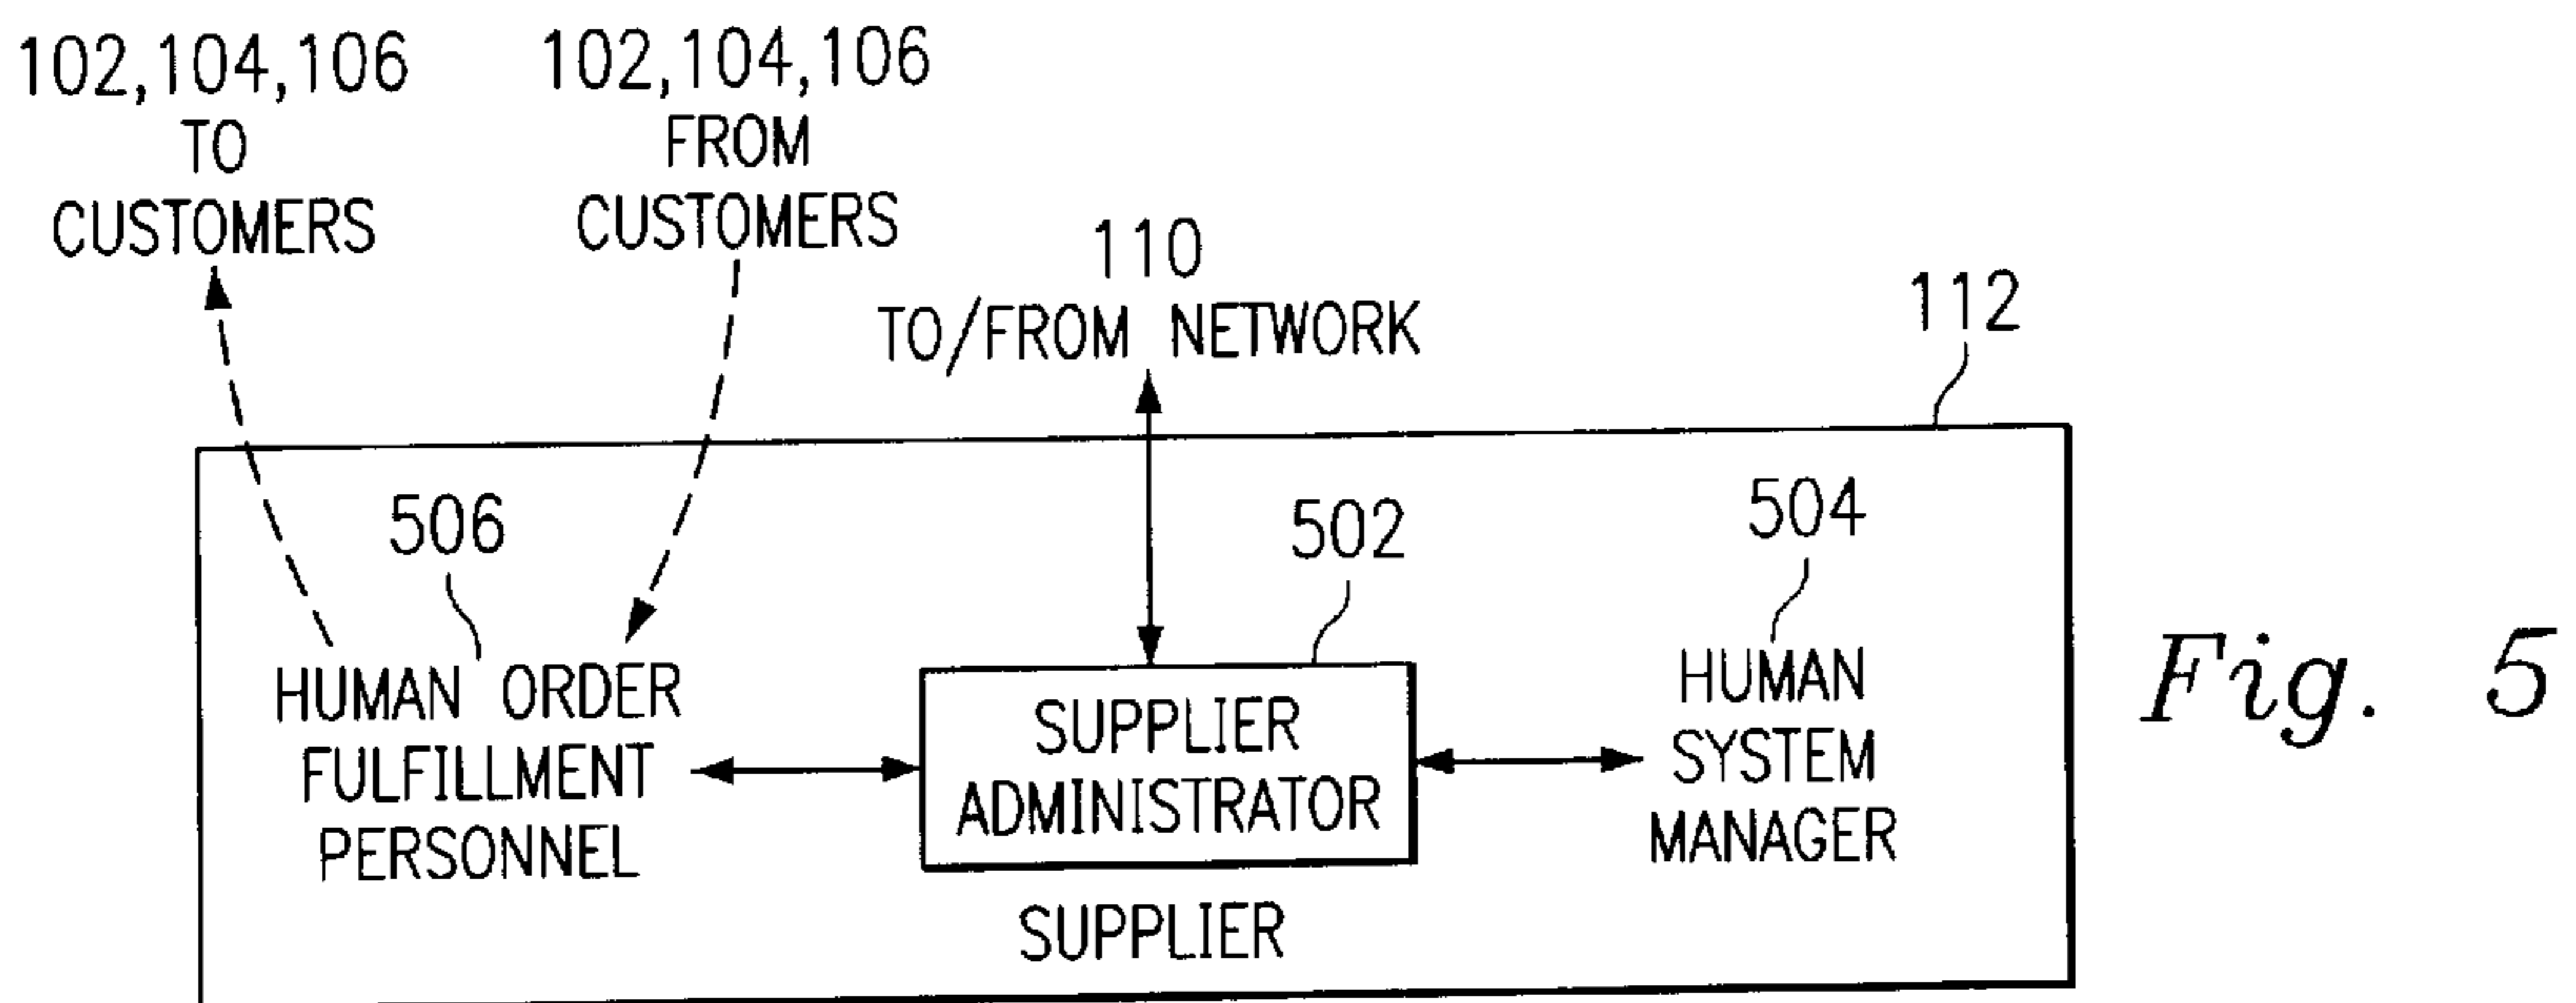 102,104,106
TO
CUSTOMERS
102,104,106
FROM
CUSTOMERS
110
TO/FROM NETWORK
112
506
HUMAN ORDER
FULFILLMENT
PERSONNEL
502
SUPPLIER
ADMINISTRATOR
504
HUMAN
SYSTEM
MANAGER
SUPPLIER
Fig. 5